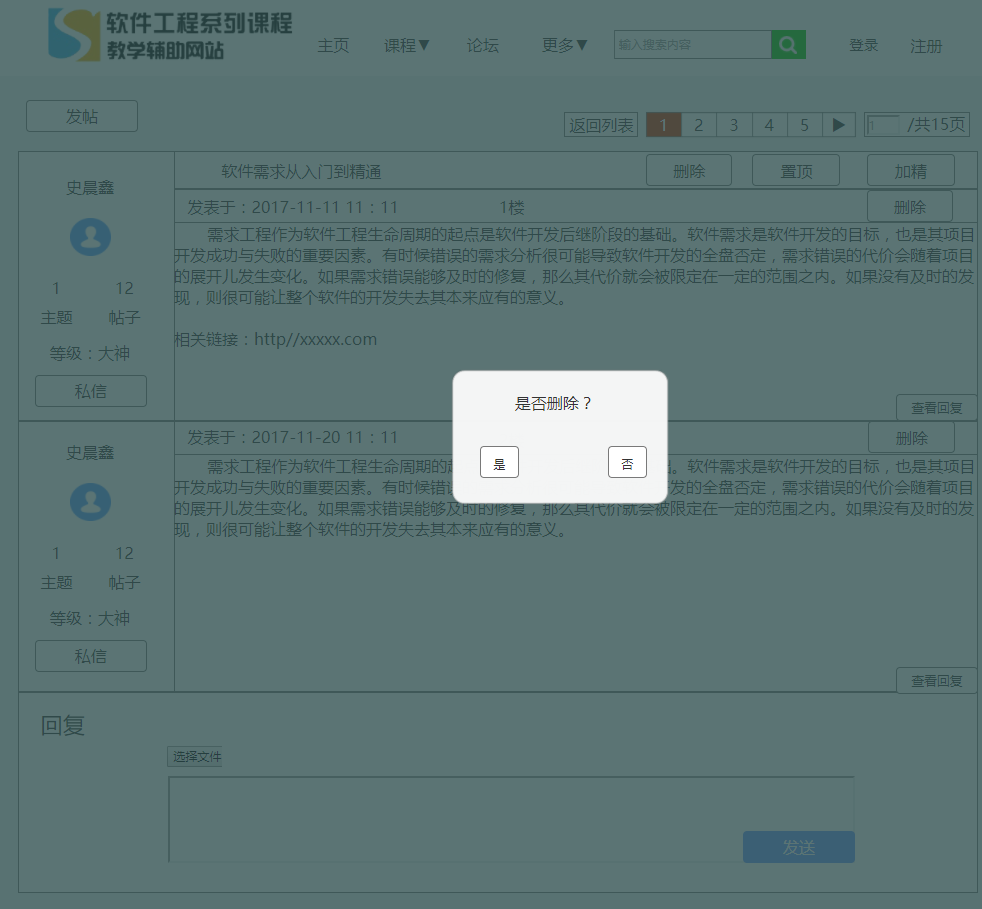 软件工程系列课程
教学辅助网站
主页 课程▼ 论坛 更多▼ 输入搜索内容 登录 注册
发帖
返回列表 1 2 3 4 5 ▶ 1 /共15页
史晨鑫
1 12
主题 帖子
等级：大神
私信
软件需求从入门到精通 删除 置顶 加精
发表于：2017-11-11 11：11 1楼 删除
需求工程作为软件工程生命周期的起点是软件开发后继阶段的基础。软件需求是软件开发的目标，也是其项目
开发成功与失败的重要因素。有时候错误的需求分析很可能导致软件开发的全盘否定，需求错误的代价会随着项目
的展开儿发生变化。如果需求错误能够及时的修复，那么其代价就会被限定在一定的范围之内。如果没有及时的发
现，则很可能让整个软件的开发失去其本来应有的意义。
相关链接：http//xxxxx.com
查看回复
是否删除？
是 否
史晨鑫
1 12
主题 帖子
等级：大神
私信
发表于：2017-11-20 11：11 删除
需求工程作为软件工程生命周期的 。软件需求是软件开发的目标，也是其项目
开发成功与失败的重要因素。有时候错 发的全盘否定，需求错误的代价会随着项目
的展开儿发生变化。如果需求错误能够及时的修复，那么其代价就会被限定在一定的范围之内。如果没有及时的发
现，则很可能让整个软件的开发失去其本来应有的意义。
查看回复
回复
选择文件
发送